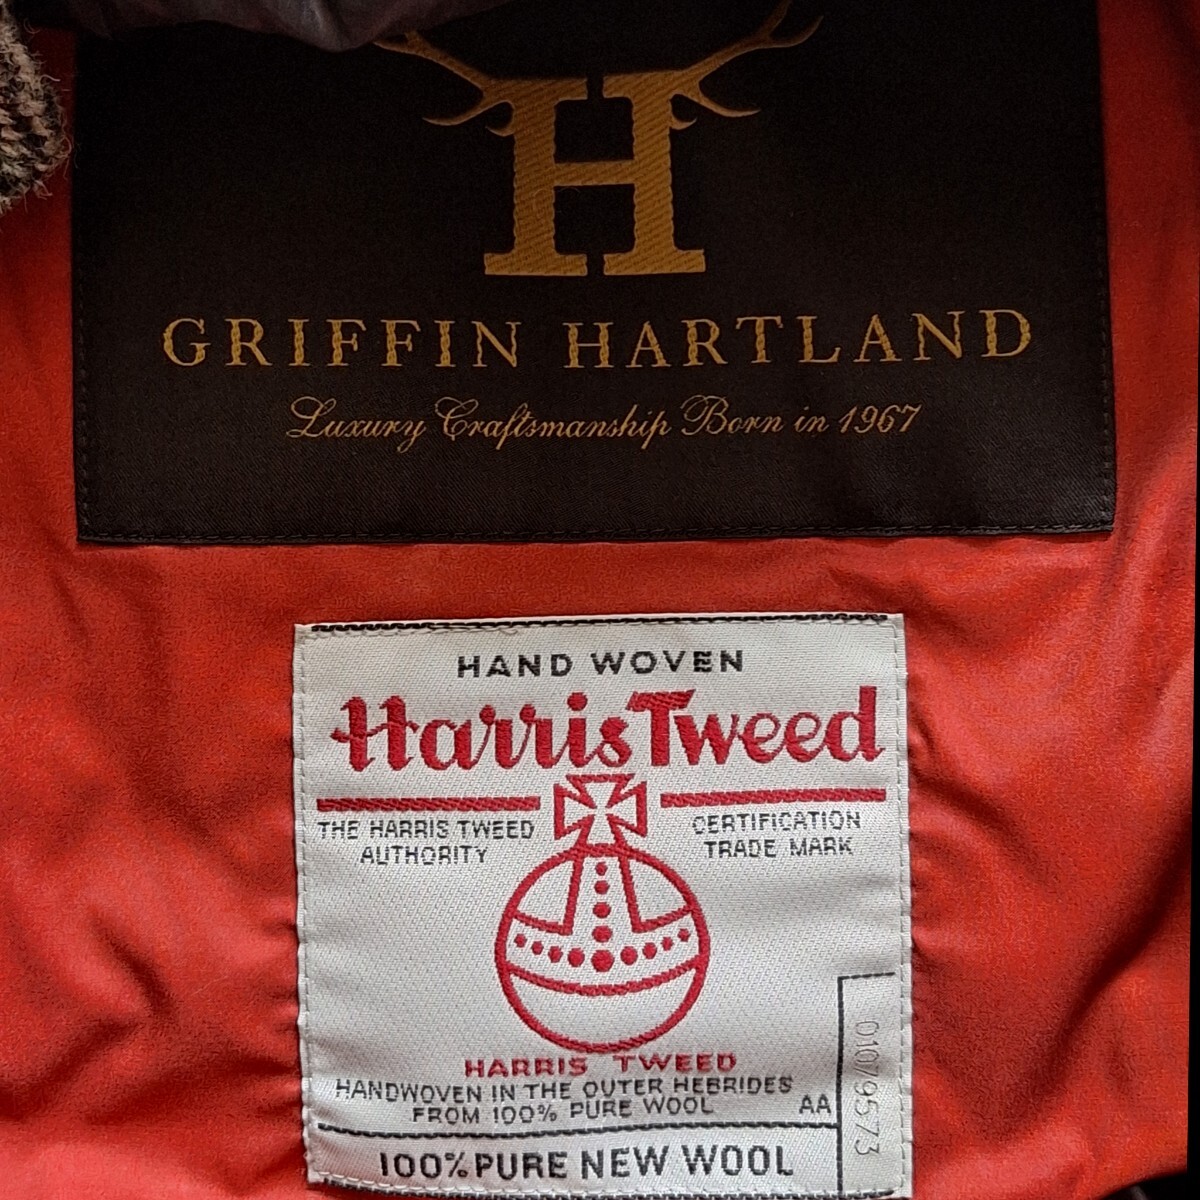 H
GRIFFIN HARTLAND
Luxury Craftsmanship Born in 1967
HAND WOVEN
Harris Tweed
THE HARRIS TWEED
AUTHORITY
CERTIFICATION
TRADE MARK
HARRIS TWEED
HANDWOVEN IN THE OUTER HEBRIDES
FROM 100% PURE WOOL
AA
01079573
100% PURE NEW WOOL